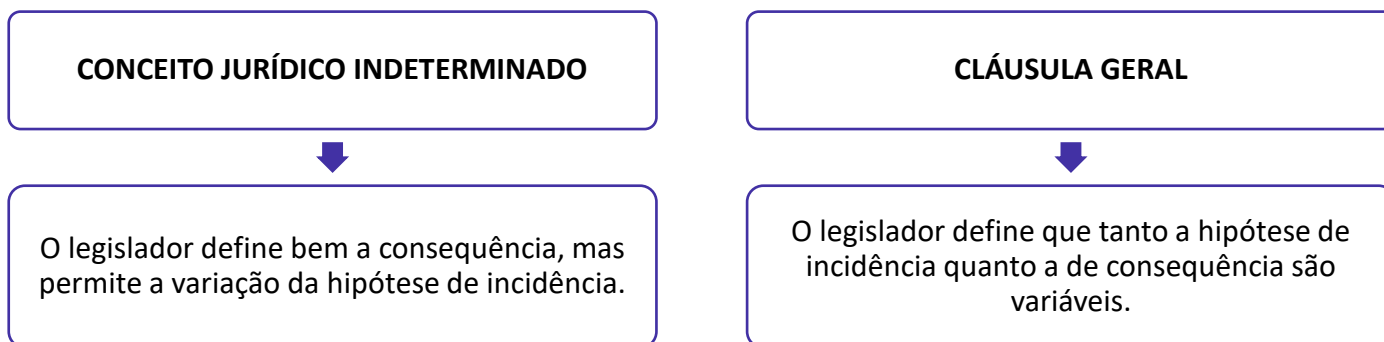 CONCEITO JURÍDICO INDETERMINADO
O legislador define bem a consequência, mas
permite a variação da hipótese de incidência.
CLÁUSULA GERAL
O legislador define que tanto a hipótese de
incidência quanto a de consequência são
variáveis.